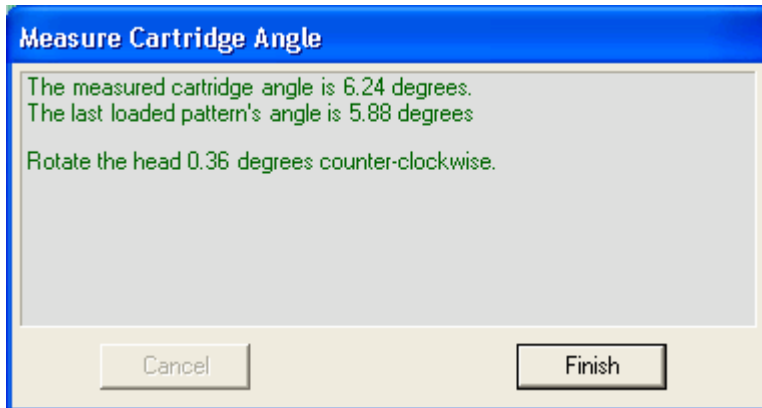 Measure Cartridge Angle
The measured cartridge angle is 6.24 degrees.
The last loaded pattern's angle is 5.88 degrees
Rotate the head 0.36 degrees counter-clockwise.
Cancel
Finish